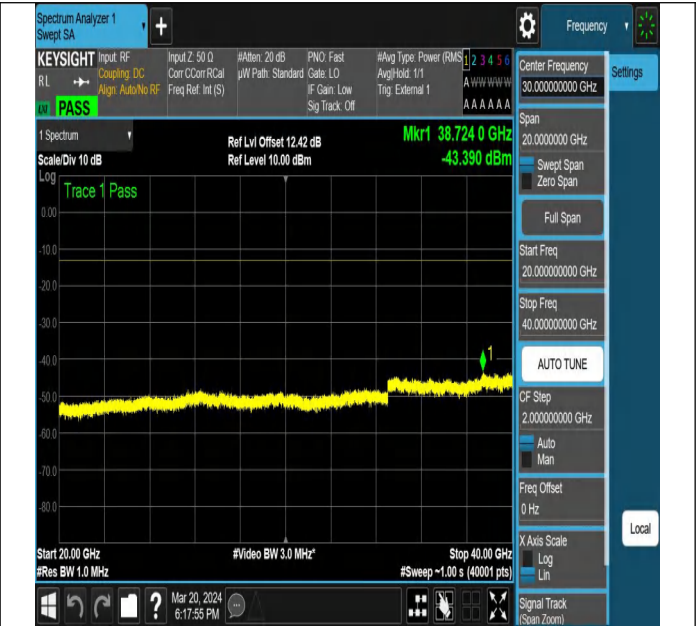 Spectrum Analyzer 1
Swept SA
+
Frequency
KEYSIGHT
RL
PASS
Input: RF
Coupling: DC
Align: Auto/No RF
Input Z: 50 Ω
Corr CCorr RCal
Freq Ref: Int (S)
#Atten: 20 dB
µW Path: Standard
PNO: Fast
Gate: LO
IF Gain: Low
Sig Track: Off
#Avg Type: Power (RMS
Avg|Hold: 1/1
Trig: External 1
1 2 3 4 5 6
A W W W W W
A A A A A A
1 Spectrum
Scale/Div 10 dB
Ref Lvl Offset 12.42 dB
Ref Level 10.00 dBm
Mkr1 38.724 0 GHz
-43.390 dBm
Log
Trace 1 Pass
0.00
-10.0
-20.0
-30.0
-40.0
-50.0
-60.0
-70.0
-80.0
1
Start 20.00 GHz
#Res BW 1.0 MHz
#Video BW 3.0 MHz*
Stop 40.00 GHz
#Sweep ~1.00 s (40001 pts)
?
Mar 20, 2024
6:17:55 PM
Center Frequency
30.00000000 GHz
Settings
Span
20.0000000 GHz
Swept Span
Zero Span
Full Span
Start Freq
20.000000000 GHz
Stop Freq
40.000000000 GHz
AUTO TUNE
CF Step
2.000000000 GHz
Auto
Man
Freq Offset
0 Hz
X Axis Scale
Log
Lin
Local
Signal Track
(Span Zoom)